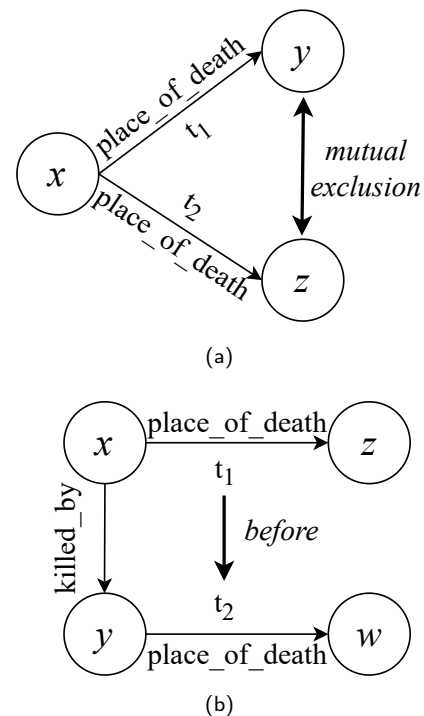 place_of_death
y
t1
x
mutual
exclusion
t2
place_of_death
z
(a)
x
place_of_death
z
t1
killed_by
before
t2
y
place_of_death
w
(b)